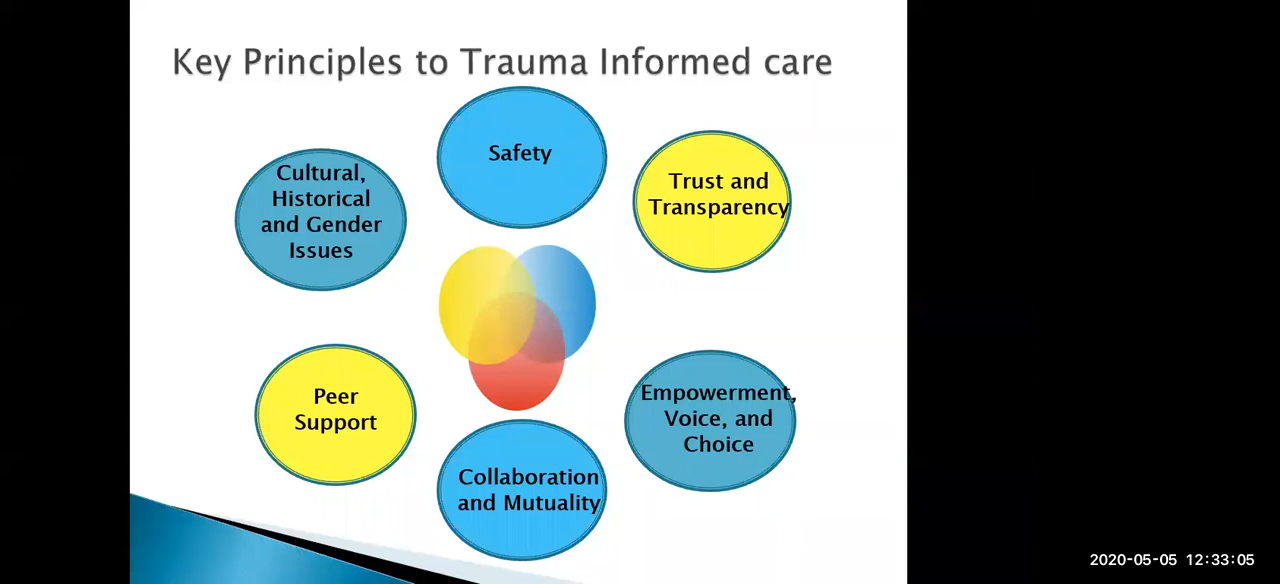 Key Principles to Trauma Informed care
Safety
Trust and
Transparency
Empowerment,
Voice, and
Choice
Collaboration
and Mutuality
Peer
Support
Cultural,
Historical
and Gender
Issues
2020-05-05 12:33:05